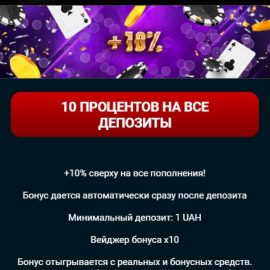 +10%
10 ПРОЦЕНТОВ НА ВСЕ
ДЕПОЗИТЫ
+10% сверху на все пополнения!
Бонус дается автоматически сразу после депозита
Минимальный депозит: 1 UAH
Вейджер бонуса x10
Бонус отыгрывается с реальных и бонусных средств.